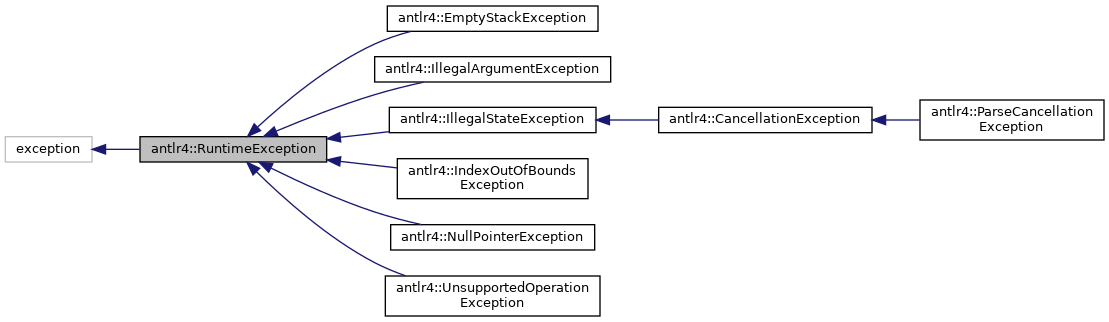 antlr4::EmptyStackException
antlr4::IllegalArgumentException
antlr4::IllegalStateException
antlr4::CancellationException
antlr4::ParseCancellation
Exception
exception
antlr4::RuntimeException
antlr4::IndexOutOfBounds
Exception
antlr4::NullPointerException
antlr4::UnsupportedOperation
Exception